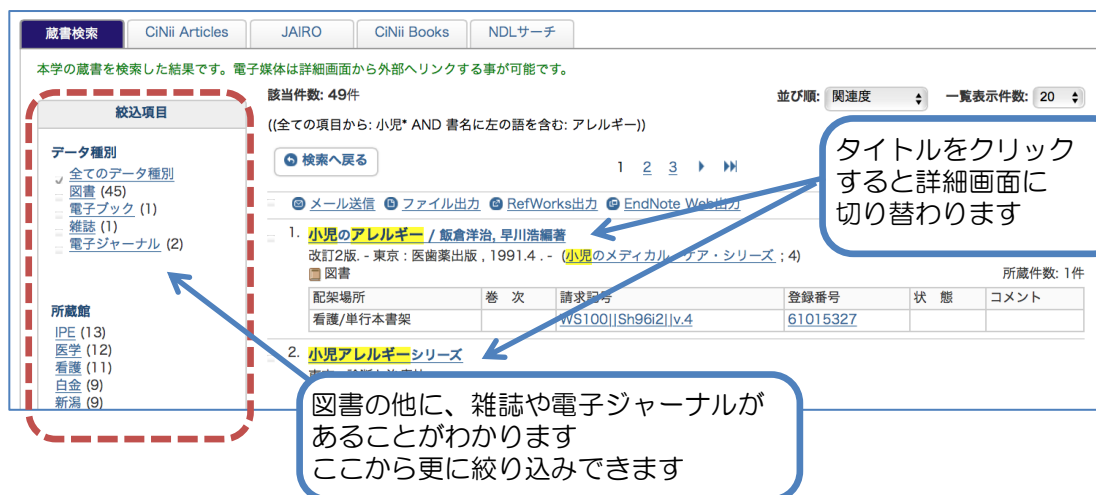 蔵書検索 CiNii Articles JAIRO CiNii Books NDLサーチ
本学の蔵書を検索した結果です。電子媒体は詳細画面から外部へリンクする事が可能です。
絞込項目
データ種別
全てのデータ種別
図書 (45)
電子ブック (1)
雑誌 (1)
電子ジャーナル (2)
所蔵館
IPE (13)
医学 (12)
看護 (11)
白金 (9)
新潟 (9)
該当件数: 49件
並び順: 関連度 一覧表示件数: 20
((全ての項目から: 小児* AND 書名に左の語を含む: アレルギー))
検索へ戻る
1 2 3
メール送信 ファイル出力 RefWorks出力 EndNote Web出力
1. 小児のアレルギー / 飯倉洋治, 早川浩編著
改訂2版. - 東京 : 医歯薬出版 , 1991.4 . - (小児のメディカル・ケア・シリーズ ; 4)
図書
所蔵件数: 1件
配架場所 巻 次 請求記号 登録番号 状 態 コメント
看護/単行本書架 WS100||Sh96i2||v.4 61015327
2. 小児アレルギーシリーズ
タイトルをクリック
すると詳細画面に
切り替わります
図書の他に、雑誌や電子ジャーナルが
あることがわかります
ここから更に絞り込みできます